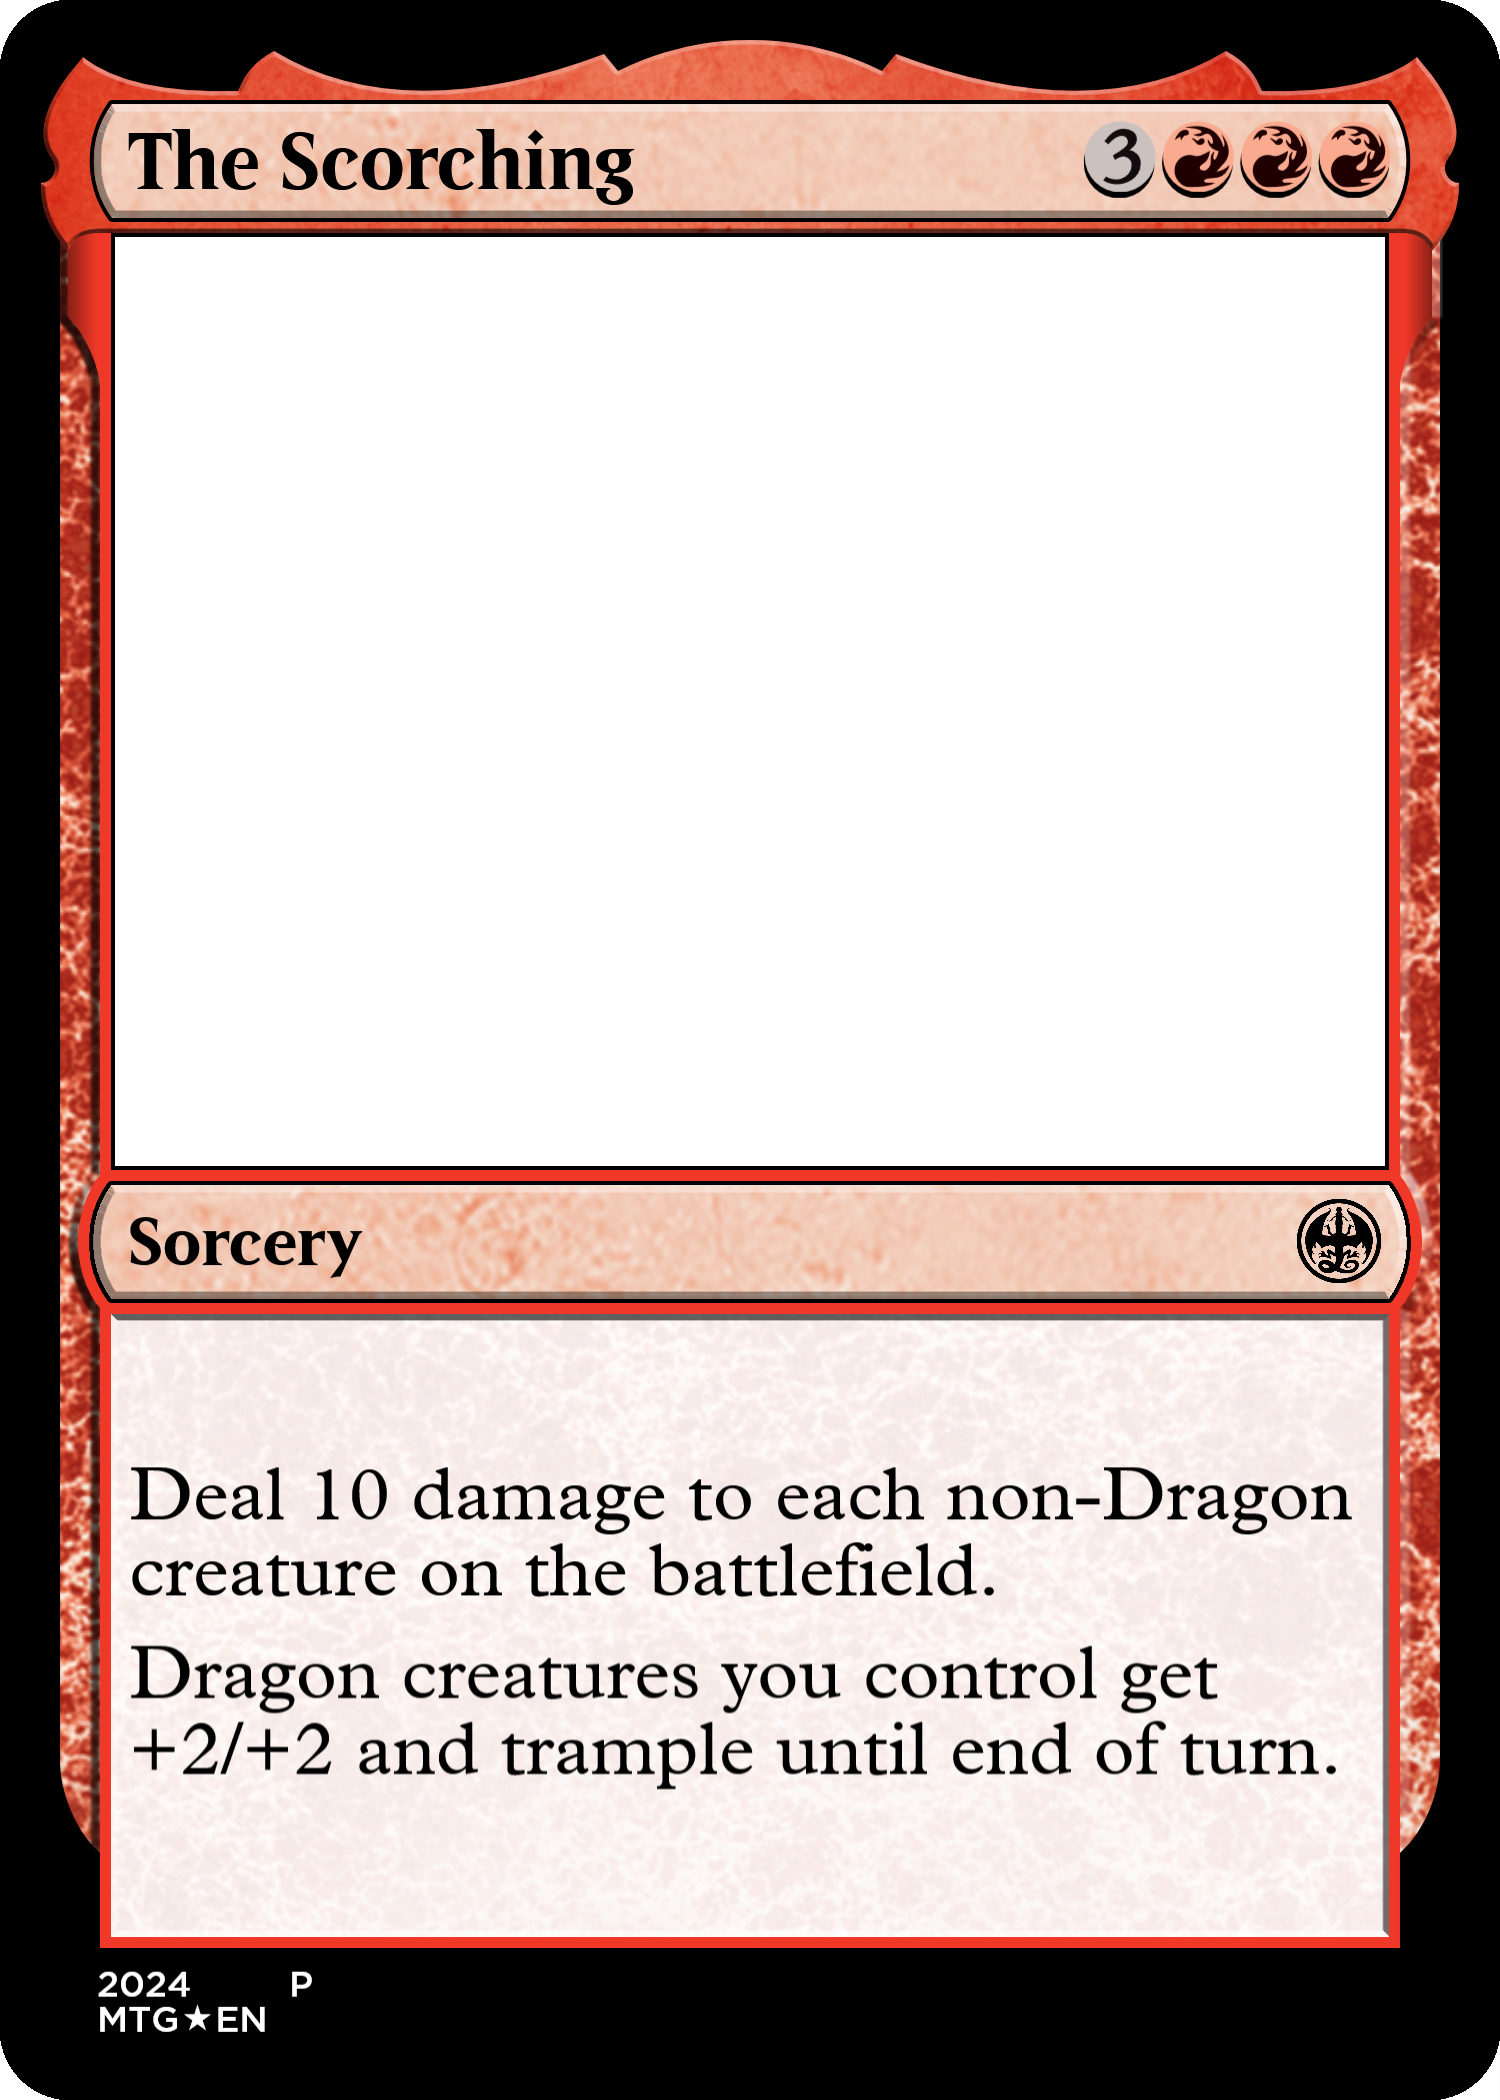 The Scorching 3
Sorcery
Deal 10 damage to each non-Dragon
creature on the battlefield.
Dragon creatures you control get
+2/+2 and trample until end of turn.
2024 P
MTG★EN